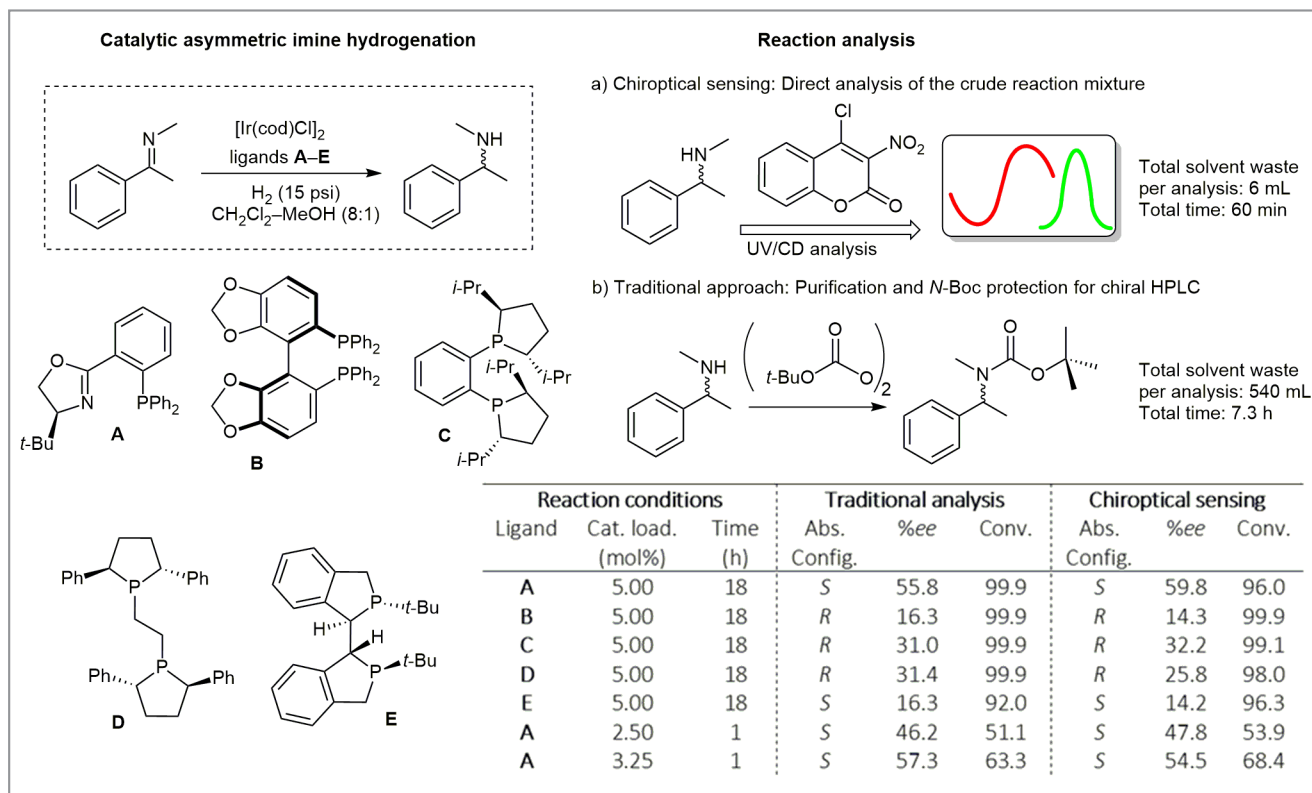 Catalytic asymmetric imine hydrogenation
N
[Ir(cod)Cl]2
ligands A–E
H2 (15 psi)
CH2Cl2–MeOH (8:1)
NH
O
N
PPh2
t-Bu
A
O
O
PPh2
O
PPh2
O
B
i-Pr
P
i-Pr
i-Pr
P
i-Pr
C
Ph
Ph
P
P
Ph
Ph
D
P
t-Bu
H
H
P
t-Bu
E
Reaction analysis
a) Chiroptical sensing: Direct analysis of the crude reaction mixture
HN
Cl
NO2
O
O
UV/CD analysis
Total solvent waste
per analysis: 6 mL
Total time: 60 min
b) Traditional approach: Purification and N-Boc protection for chiral HPLC
NH
O
t-BuO
O
2
N
O
O
Total solvent waste
per analysis: 540 mL
Total time: 7.3 h
Reaction conditions Traditional analysis Chiroptical sensing
Ligand Cat. load. Time Abs. %ee Conv. Abs. %ee Conv.
(mol%) (h) Config. Config.
A 5.00 18 S 55.8 99.9 S 59.8 96.0
B 5.00 18 R 16.3 99.9 R 14.3 99.9
C 5.00 18 R 31.0 99.9 R 32.2 99.1
D 5.00 18 R 31.4 99.9 R 25.8 98.0
E 5.00 18 S 16.3 92.0 S 14.2 96.3
A 2.50 1 S 46.2 51.1 S 47.8 53.9
A 3.25 1 S 57.3 63.3 S 54.5 68.4